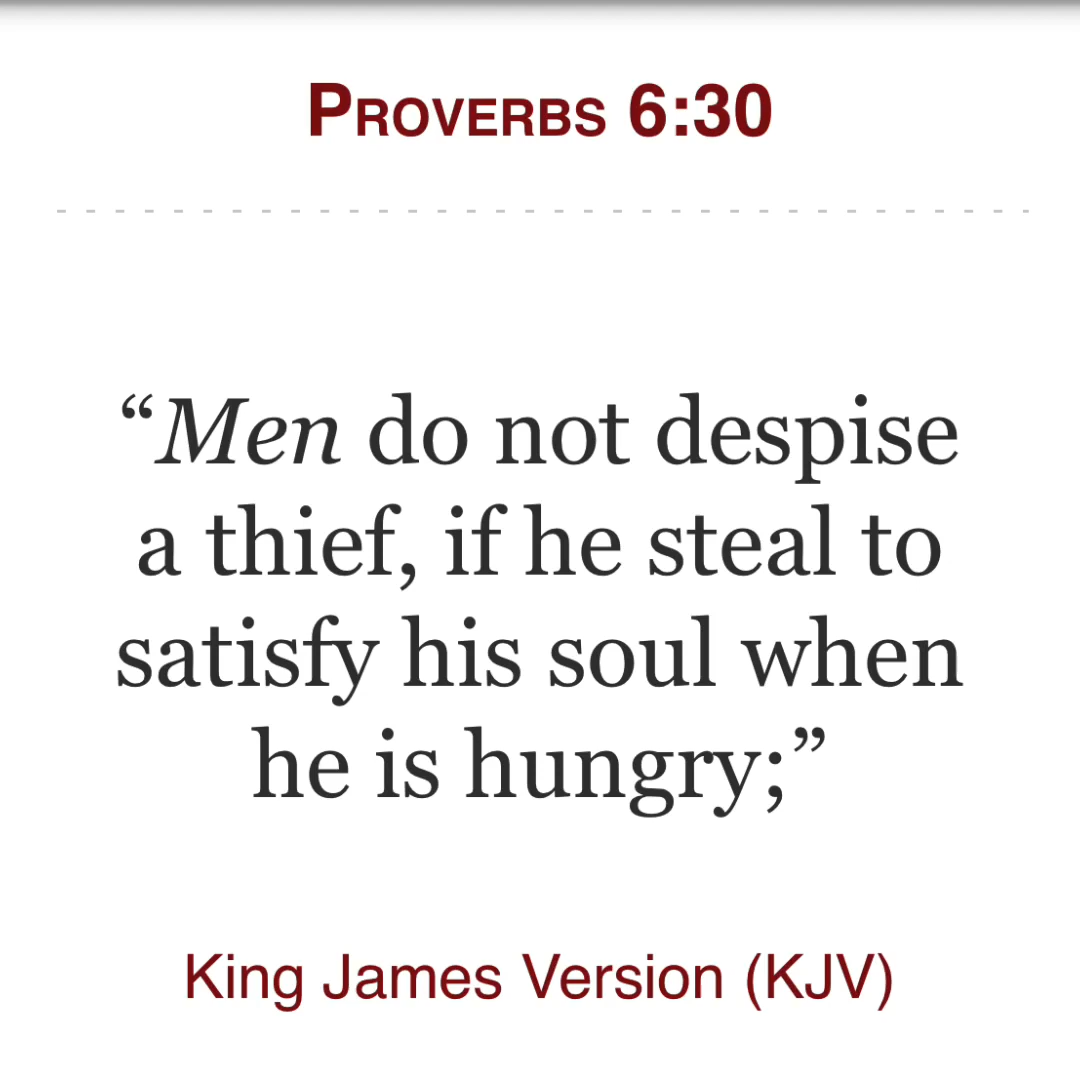 Proverbs 6:30
“Men do not despise
a thief, if he steal to
satisfy his soul when
he is hungry;”
King James Version (KJV)